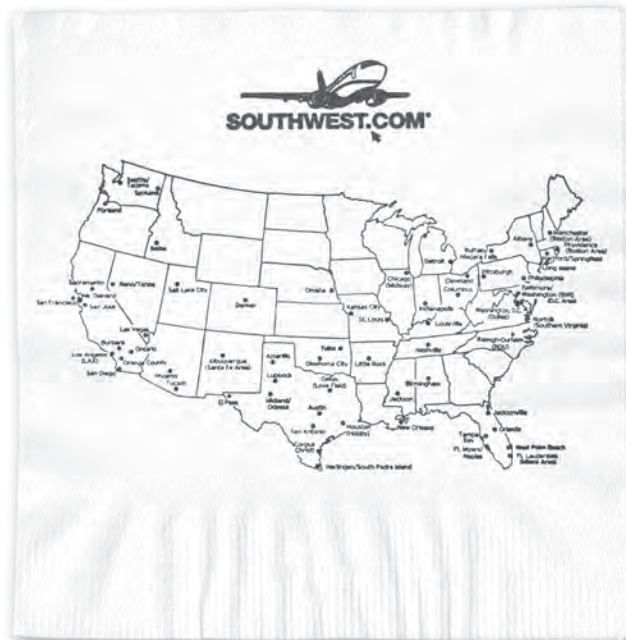 SOUTHWEST.COM®
Seattle/
Tacoma
Spokane
Portland
Boise
Sacramento
Reno/Tahoe
San Francisco
Oakland
San Jose
Salt Lake City
Denver
Omaha
Las Vegas
Burbank
Ontario
Los Angeles
(LAX)
Orange County
San Diego
Phoenix
Tucson
Albuquerque
(Santa Fe Area)
El Paso
Amarillo
Lubbock
Midland/
Odessa
Tulsa
Oklahoma City
Dallas
(Love Field)
Austin
San Antonio
Houston
(Hobby)
Corpus
Christi
Harlingen/South Padre Island
Kansas City
St. Louis
Little Rock
Jackson
New Orleans
Birmingham
Nashville
Louisville
Indianapolis
Chicago
(Midway)
Detroit
Cleveland
Columbus
Pittsburgh
Buffalo/
Niagara Falls
Albany
Manchester
(Boston Area)
Providence
(Boston Area)
Hartford/Springfield
Long Island
Philadelphia
Baltimore/
Washington (BWI)
(D.C. Area)
Washington, D.C.
(Dulles)
Norfolk
(Southern Virginia)
Raleigh-Durham
(RDU)
Jacksonville
Orlando
Tampa
Bay
West Palm Beach
Ft. Myers/
Naples
Ft. Lauderdale
(Miami Area)